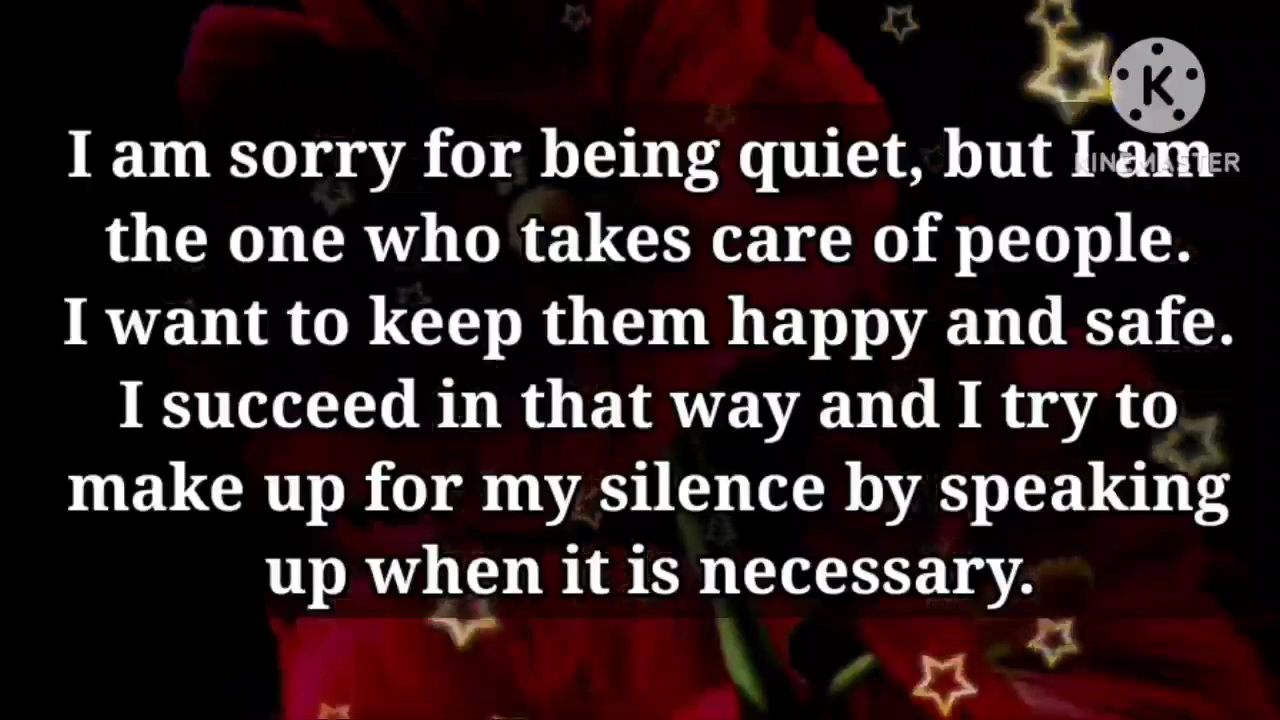 K
KINEMASTER
I am sorry for being quiet, but I am
the one who takes care of people.
I want to keep them happy and safe.
I succeed in that way and I try to
make up for my silence by speaking
up when it is necessary.